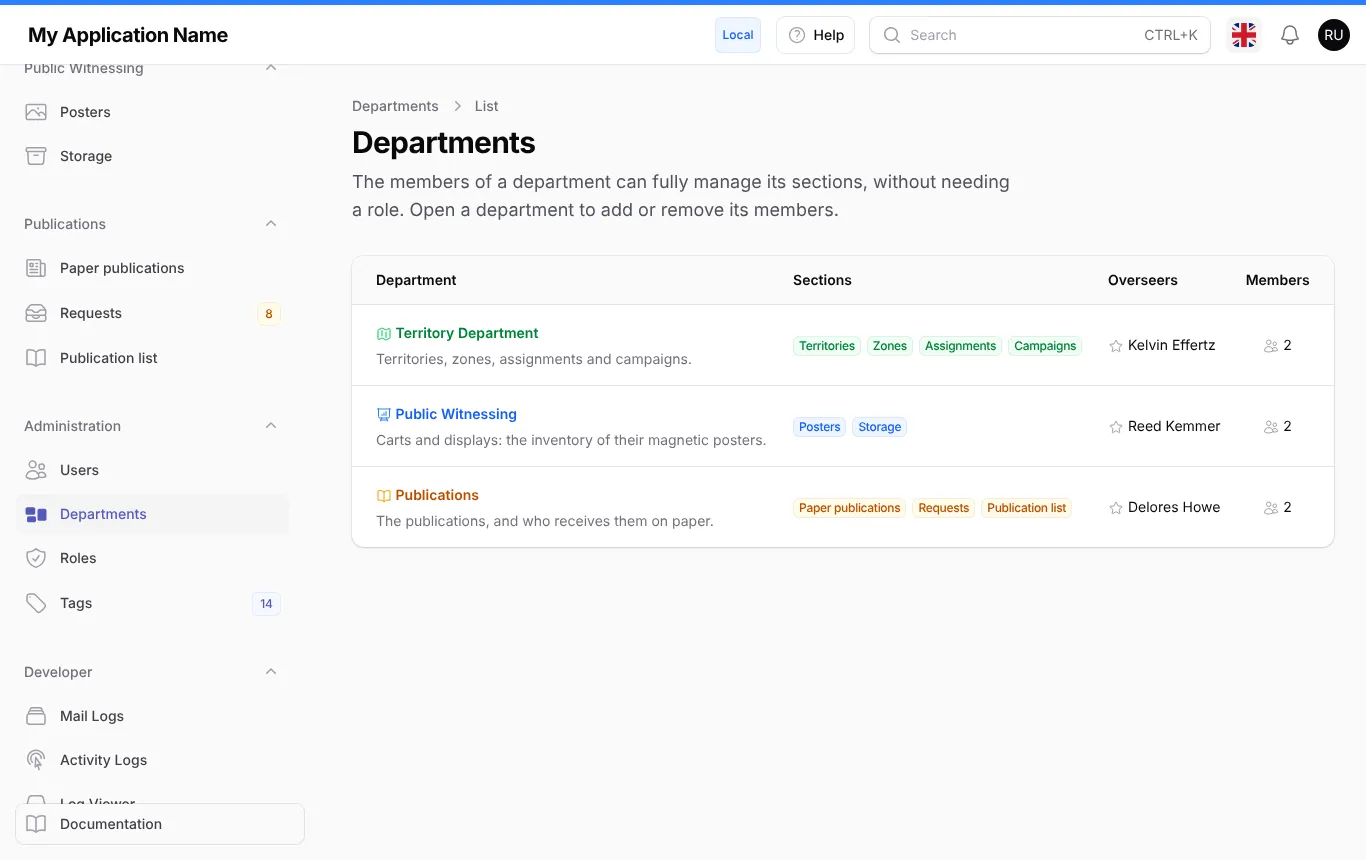 My Application Name
Local
Help
Search
CTRL+K
RU
Public Witnessing
Posters
Storage
Publications
Paper publications
Requests 8
Publication list
Administration
Users
Departments
Roles
Tags 14
Developer
Mail Logs
Activity Logs
Log Viewer
Documentation
Departments > List
Departments
The members of a department can fully manage its sections, without needing
a role. Open a department to add or remove its members.
Department Sections Overseers Members
Territory Department
Territories, zones, assignments and campaigns.
Territories Zones Assignments Campaigns
Kelvin Effertz
2
Public Witnessing
Carts and displays: the inventory of their magnetic posters.
Posters Storage
Reed Kemmer
2
Publications
The publications, and who receives them on paper.
Paper publications Requests Publication list
Delores Howe
2